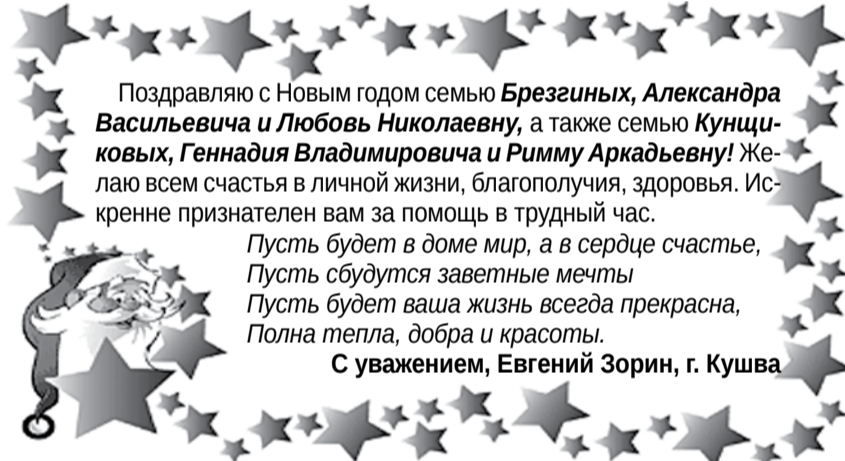 Поздравляю с Новым годом семью Брезгиных, Александра
Васильевича и Любовь Николаевну, а также семью Кунщи-
ковых, Геннадия Владимировича и Римму Аркадьевну! Же-
лаю всем счастья в личной жизни, благополучия, здоровья. Ис-
кренне признателен вам за помощь в трудный час.
Пусть будет в доме мир, а в сердце счастье,
Пусть сбудутся заветные мечты
Пусть будет ваша жизнь всегда прекрасна,
Полна тепла, добра и красоты.
С уважением, Евгений Зорин, г. Кушва